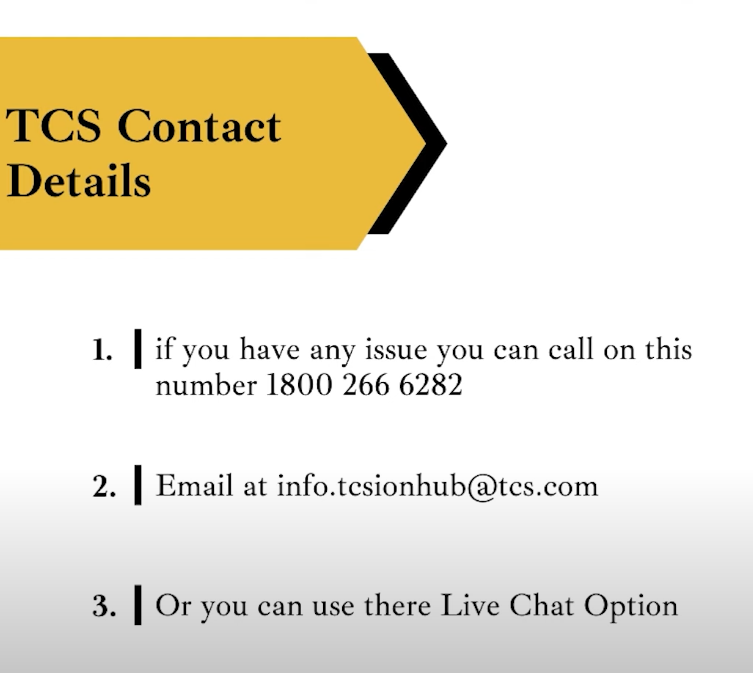 TCS Contact
Details
1. if you have any issue you can call on this
number 1800 266 6282
2. Email at info.tcsionhub@tcs.com
3. Or you can use there Live Chat Option